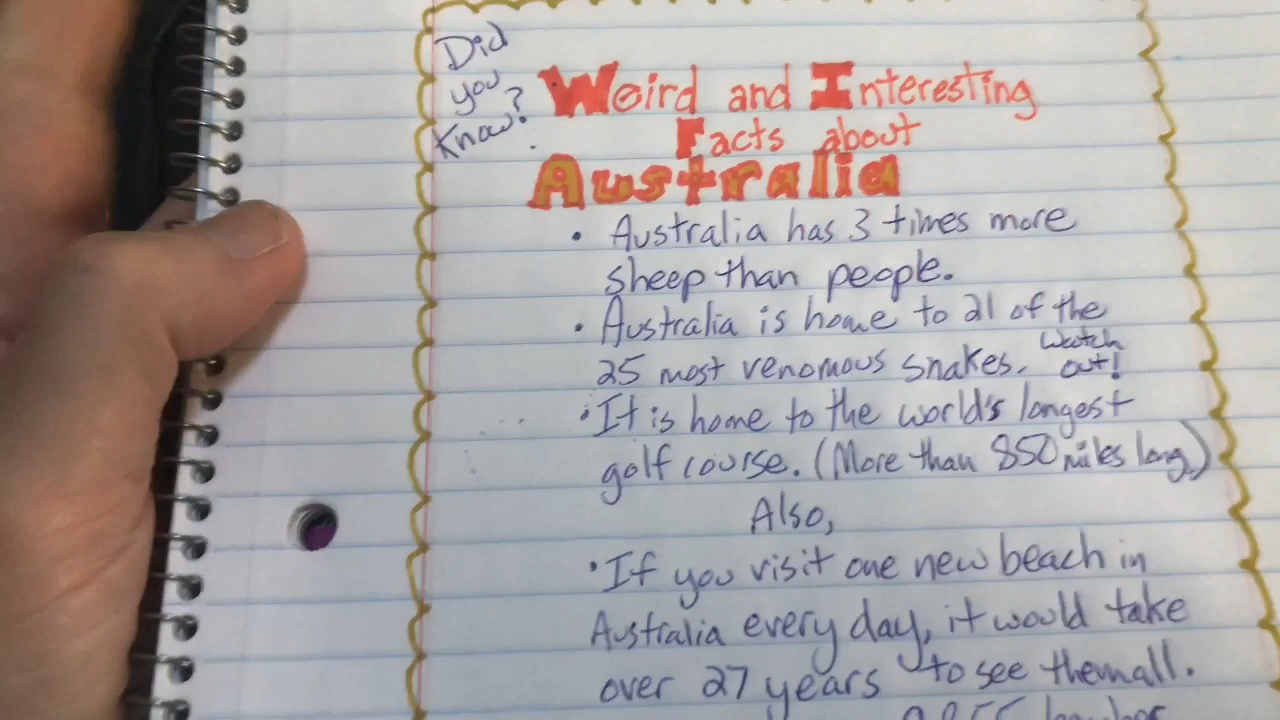 Did
you
Know?
Weird and Interesting
Facts about
Australia
• Australia has 3 times more
sheep than people.
• Australia is home to 21 of the
25 most venomous snakes. Watch
out!
• It is home to the world's longest
golf course. (More than 850 miles long.)
Also,
• If you visit one new beach in
Australia every day, it would take
over 27 years to see them all.